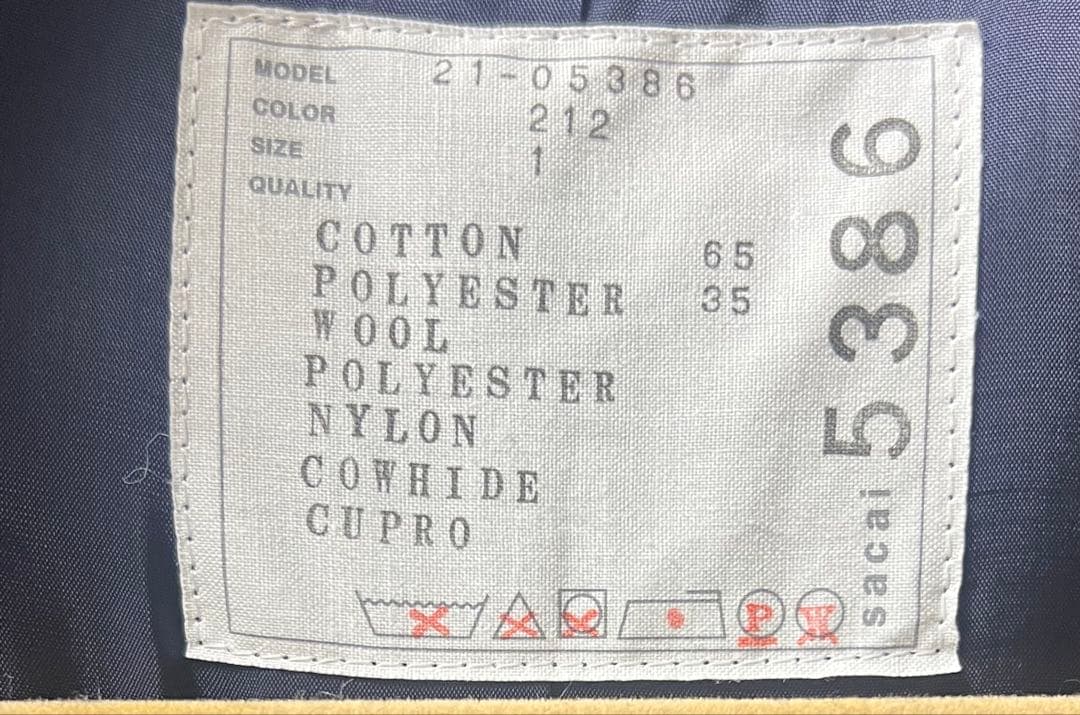 MODEL 21-05386
COLOR 212
SIZE 1
QUALITY
COTTON 65
POLYESTER 35
WOOL
POLYESTER
NYLON
COWHIDE
CUPRO
P W
sacai 5386